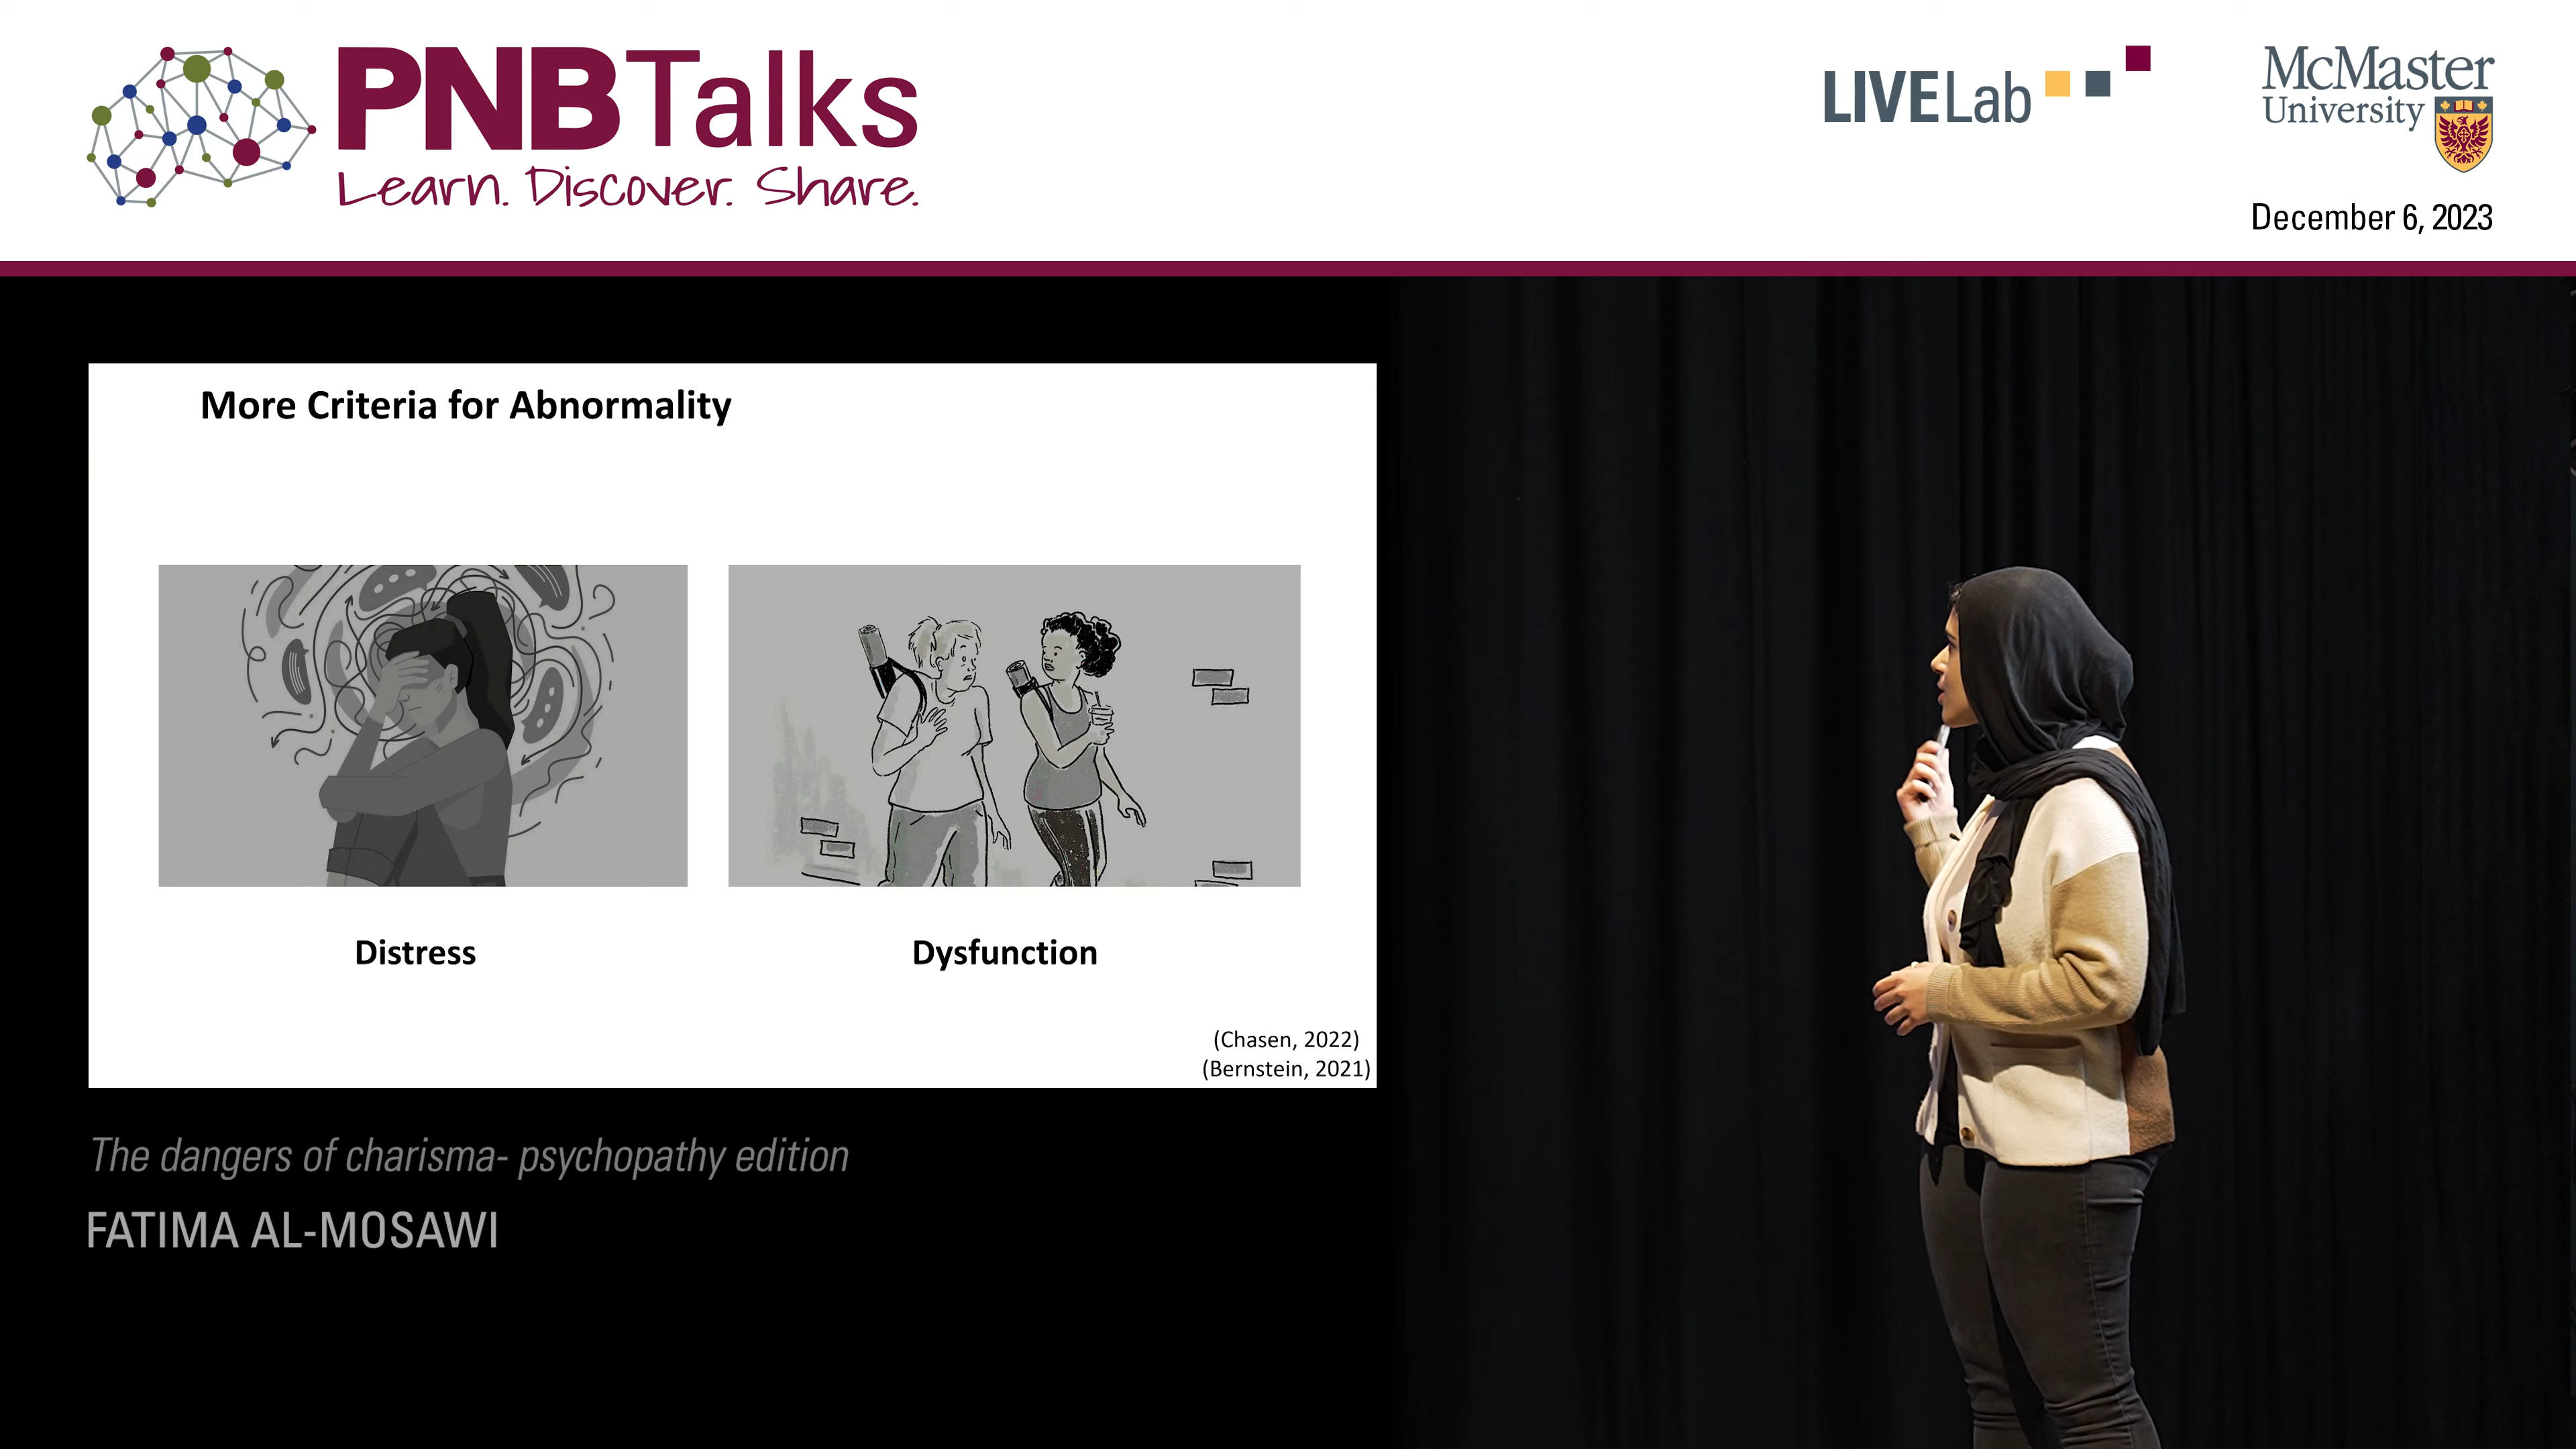 PNBTalks
Learn. Discover. Share.
LIVELab
McMaster
University
December 6, 2023
More Criteria for Abnormality
Distress
Dysfunction
(Chasen, 2022)
(Bernstein, 2021)
The dangers of charisma- psychopathy edition
FATIMA AL-MOSAWI